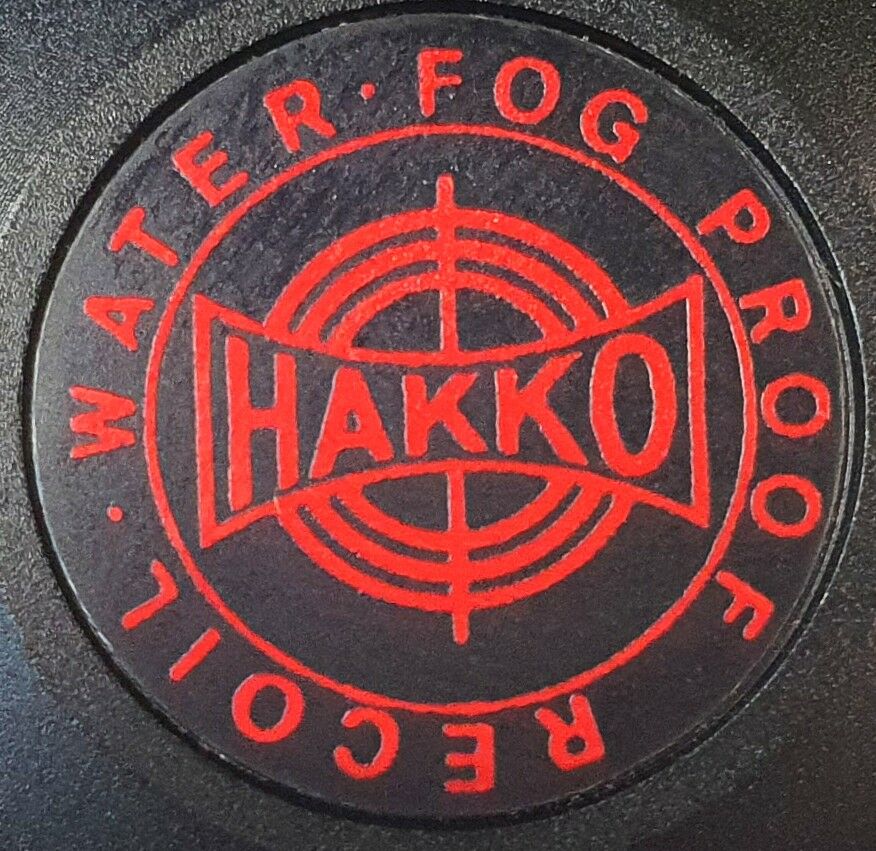 RECOIL · WATER · FOG PROOF
HAKKO